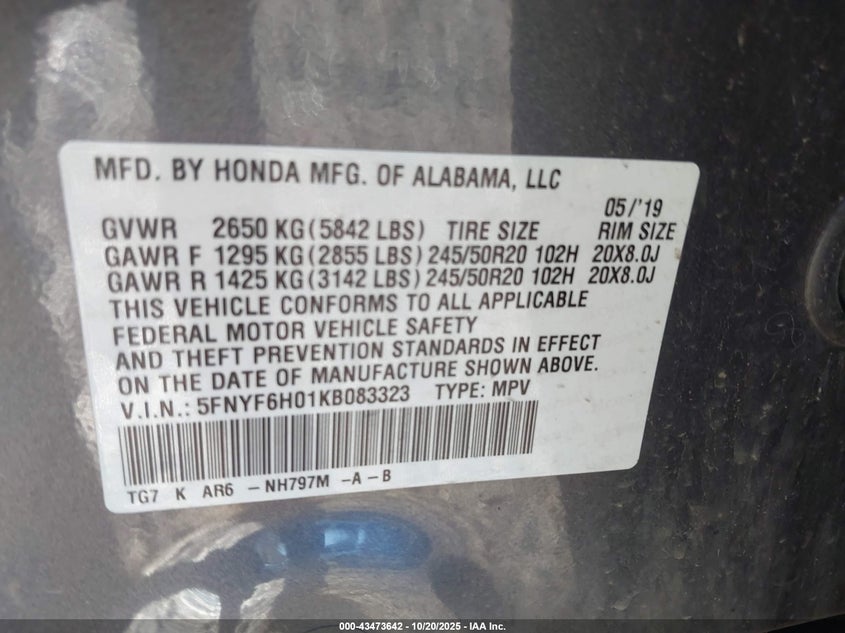 MFD. BY HONDA MFG. OF ALABAMA, LLC
05/'19
GVWR 2650 KG(5842 LBS) TIRE SIZE RIM SIZE
GAWR F 1295 KG(2855 LBS) 245/50R20 102H 20X8.0J
GAWR R 1425 KG(3142 LBS) 245/50R20 102H 20X8.0J
THIS VEHICLE CONFORMS TO ALL APPLICABLE
FEDERAL MOTOR VEHICLE SAFETY
AND THEFT PREVENTION STANDARDS IN EFFECT
ON THE DATE OF MANUFACTURE SHOWN ABOVE.
V.I.N.: 5FNYF6H01KB083323 TYPE: MPV
TG7 K AR6 -NH797M -A-B
000-43473642 - 10/20/2025 - IAA Inc.